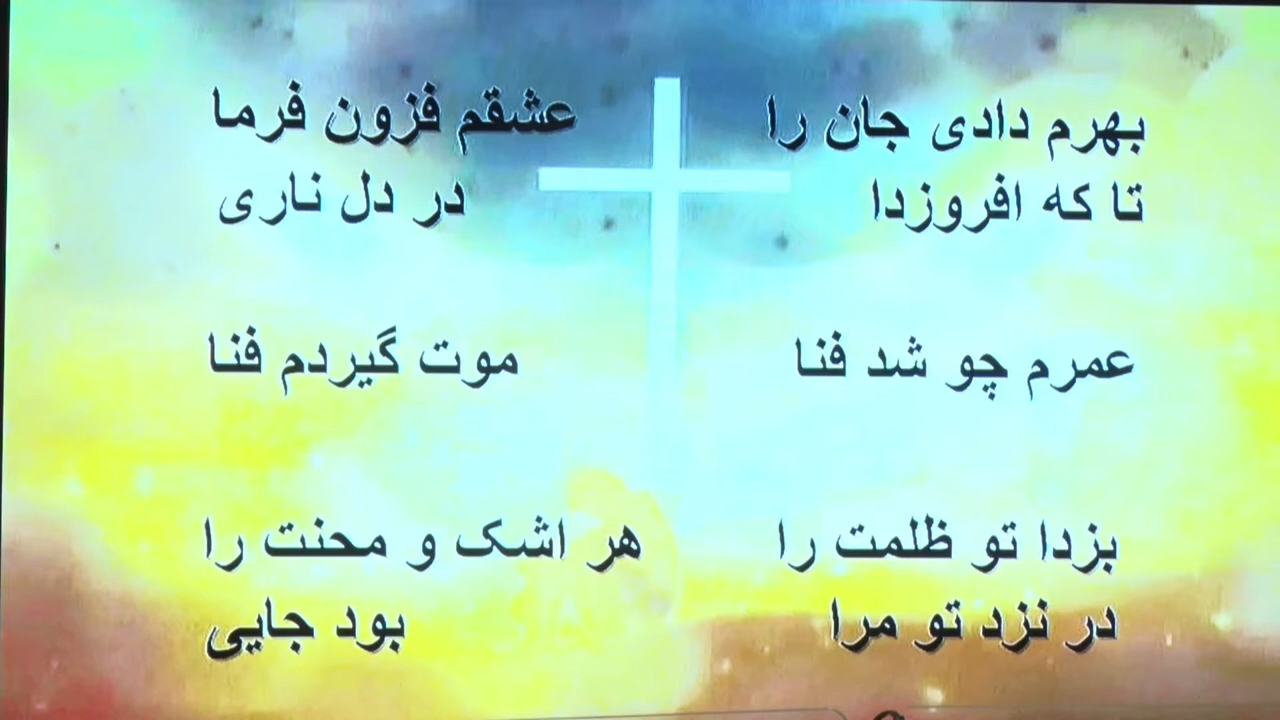 بهرم دادی جان را عشقم فزون فرما
تا که افروزدا در دل ناری
عمرم چو شد فنا موت گیردم فنا
بزدا تو ظلمت را هر اشک و محنت را
در نزد تو مرا بود جایی